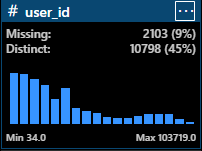 # user_id ...
Missing: 2103 (9%)
Distinct: 10798 (45%)
Min 34.0 Max 103719.0